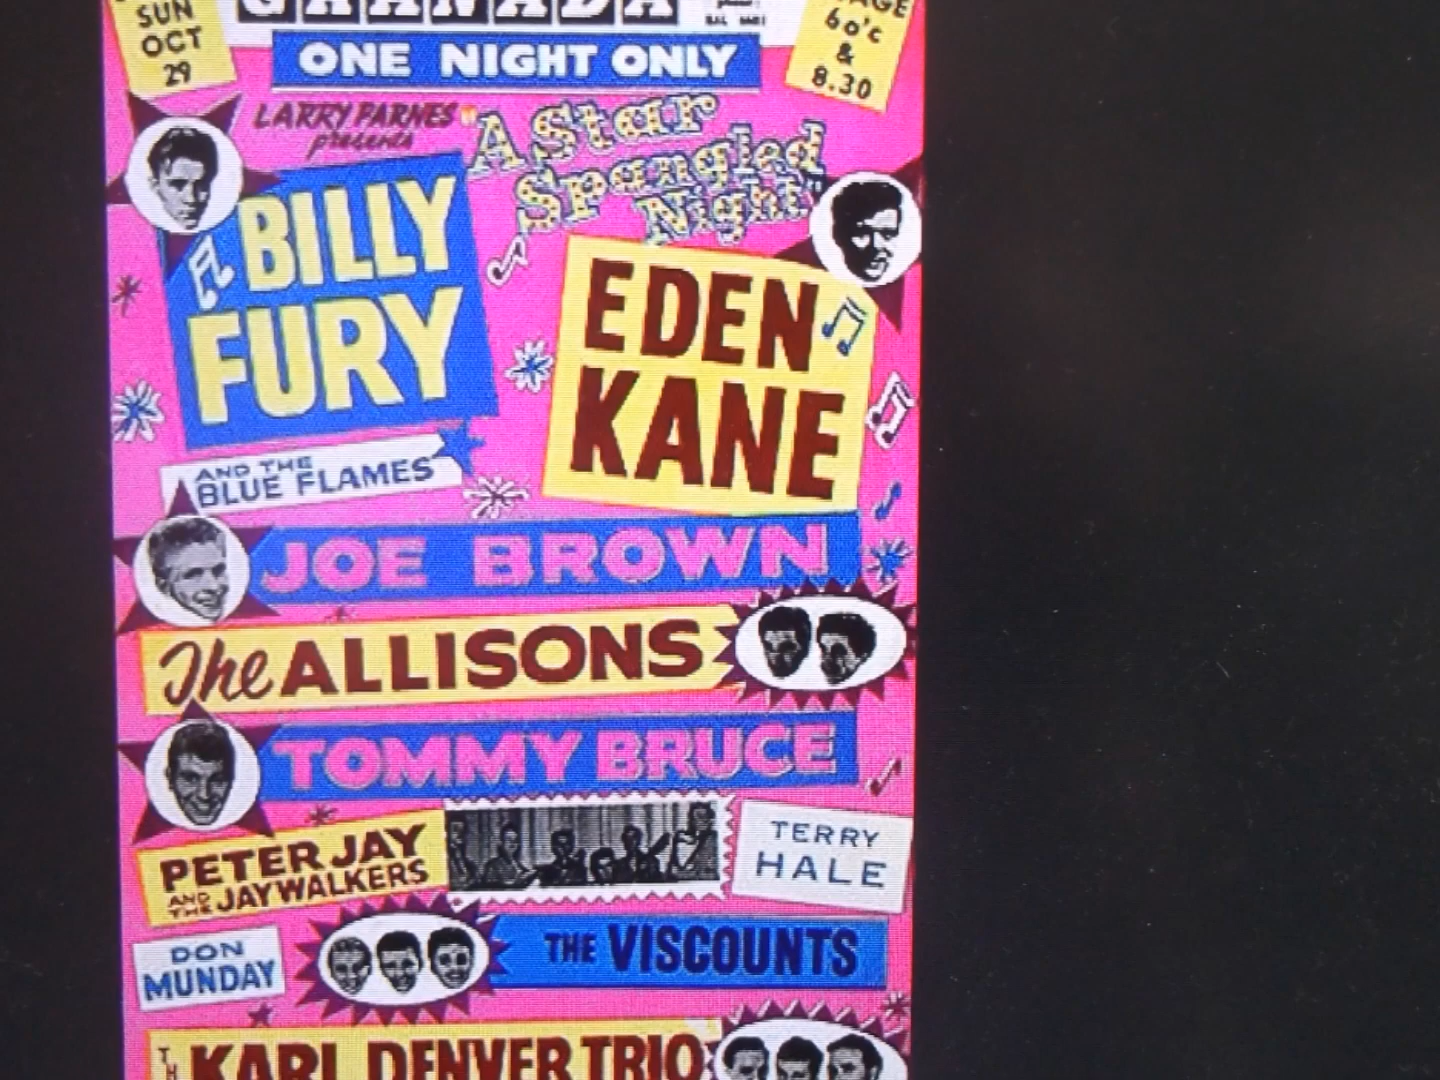 GRANADA
SUN
OCT
29
60'c
&
8.30
ONE NIGHT ONLY
LARRY PARNES
presents
"A Star
Spangled
Night"
BILLY
FURY
AND THE
BLUE FLAMES
EDEN
KANE
JOE BROWN
The ALLISONS
TOMMY BRUCE
PETER JAY
AND THE JAYWALKERS
TERRY
HALE
DON
MUNDAY
THE VISCOUNTS
KARL DENVER TRIO